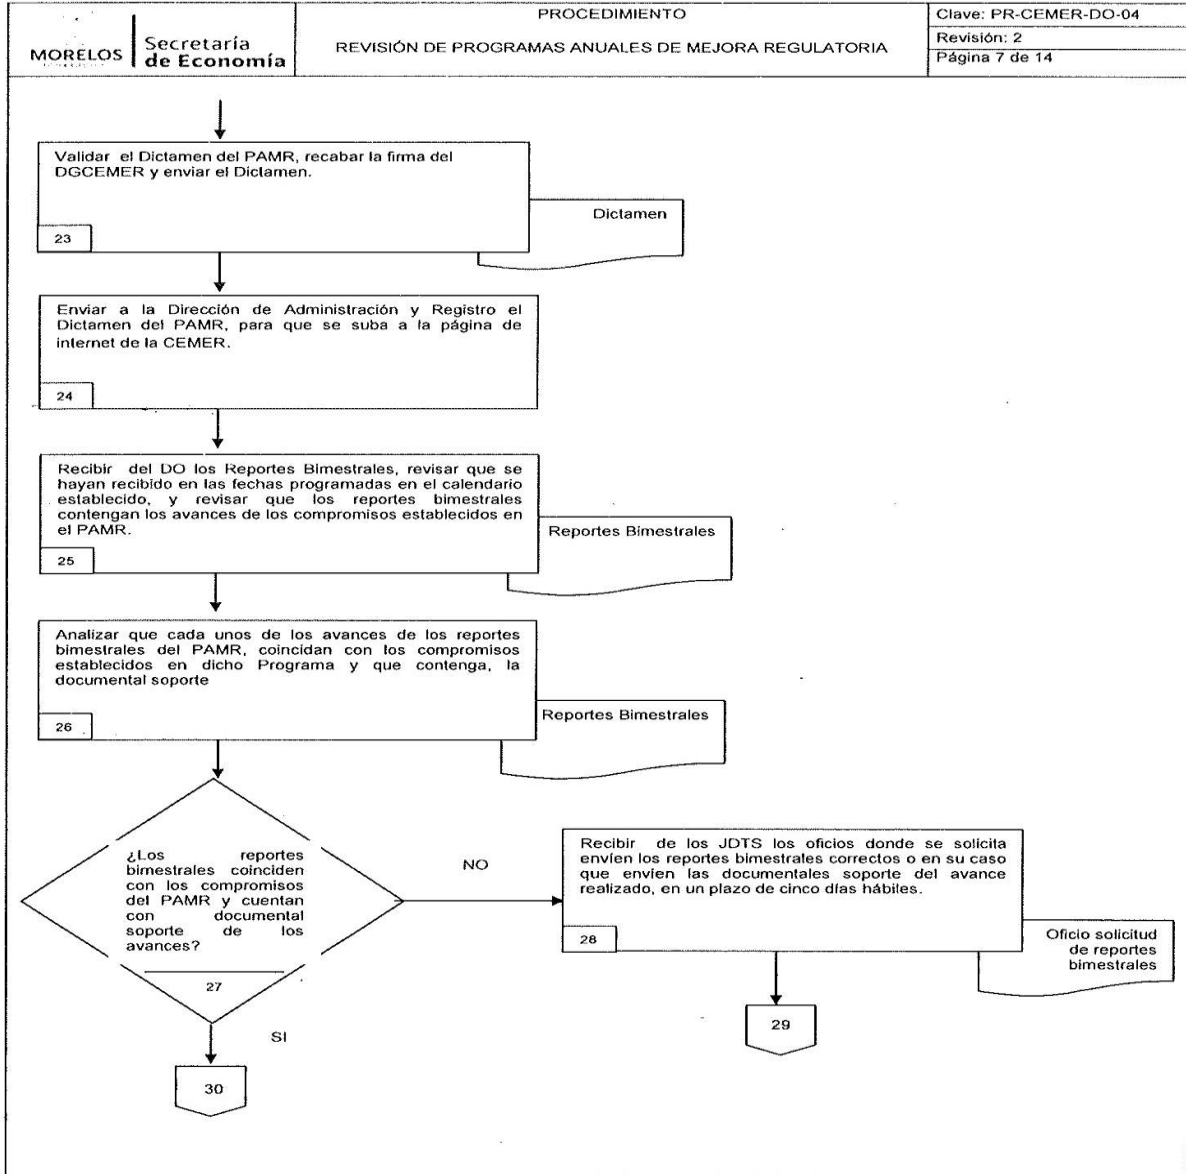 MORELOS
Secretaría
de Economía
PROCEDIMIENTO
REVISIÓN DE PROGRAMAS ANUALES DE MEJORA REGULATORIA
Clave: PR-CEMER-DO-04
Revisión: 2
Página 7 de 14
Validar el Dictamen del PAMR, recabar la firma del
DGCEMER y enviar el Dictamen.
23
Dictamen
Enviar a la Dirección de Administración y Registro el
Dictamen del PAMR, para que se suba a la página de
internet de la CEMER.
24
Recibir del DO los Reportes Bimestrales, revisar que se
hayan recibido en las fechas programadas en el calendario
establecido, y revisar que los reportes bimestrales
contengan los avances de los compromisos establecidos en
el PAMR.
25
Reportes Bimestrales
Analizar que cada unos de los avances de los reportes
bimestrales del PAMR, coincidan con los compromisos
establecidos en dicho Programa y que contenga, la
documental soporte
26
Reportes Bimestrales
¿Los reportes
bimestrales coinciden
con los compromisos
del PAMR y cuentan
con documental
soporte de los
avances?
27
NO
Recibir de los JDTS los oficios donde se solicita
envíen los reportes bimestrales correctos o en su caso
que envíen las documentales soporte del avance
realizado, en un plazo de cinco días hábiles.
28
Oficio solicitud
de reportes
bimestrales
29
SI
30